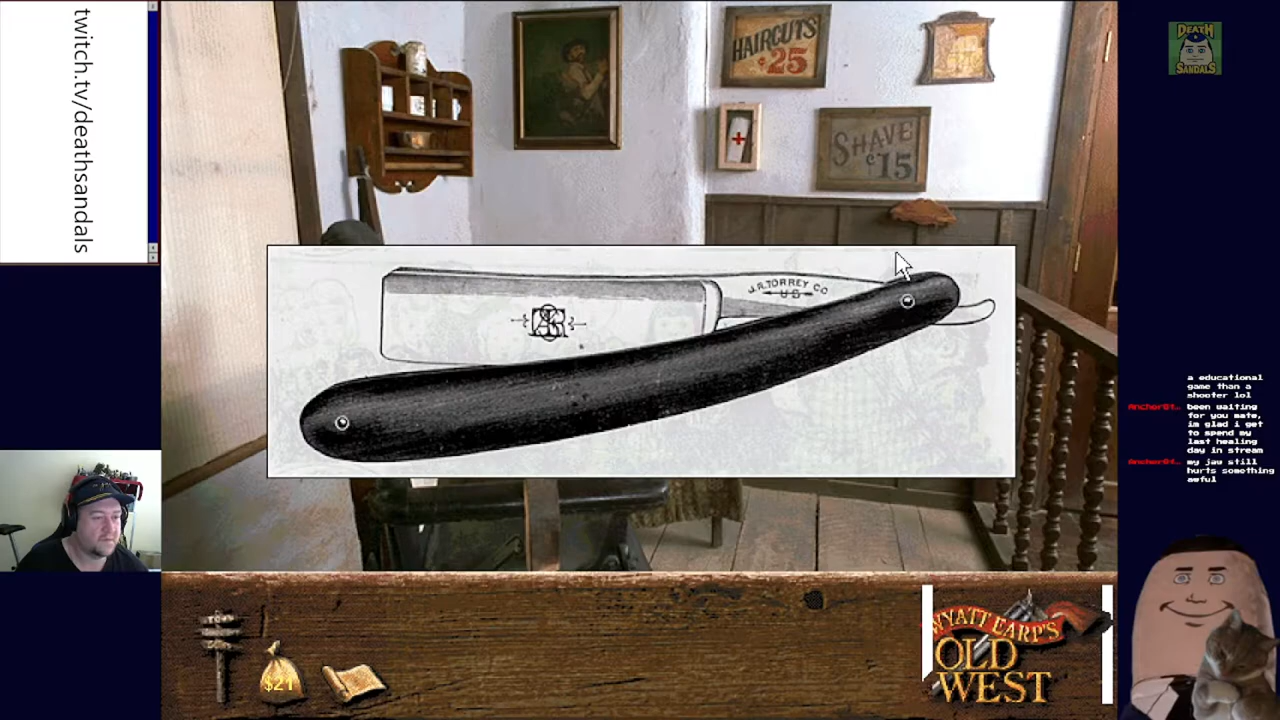 twitch.tv/deathsandals
HAIRCUTS
¢25
SHAVE
¢15
DEATH
SANDALS
J.R.TORREY CO
U S
a educational
game than a
shooter lol
been waiting
for you mate,
im glad i get
to spend my
last healing
day in stream
my jaw still
hurts something
awful
$21
WYATT EARP'S
OLD
WEST